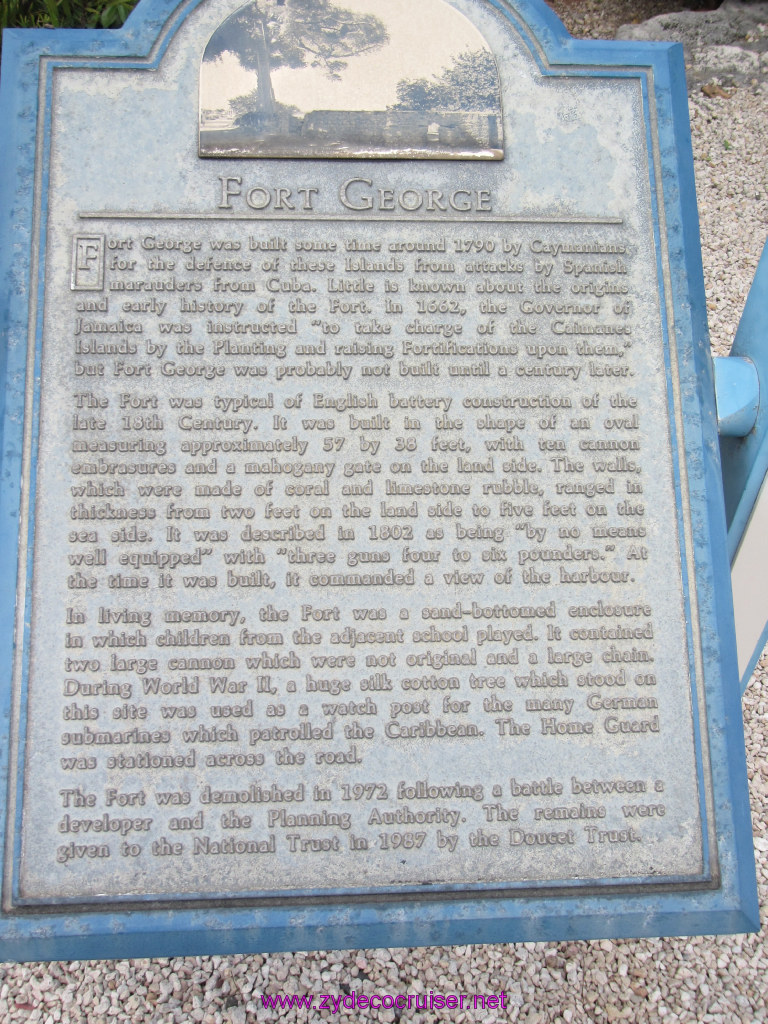 FORT GEORGE
Fort George was built some time around 1790 by Caymanians
for the defence of these Islands from attacks by Spanish
marauders from Cuba. Little is known about the origins
and early history of the Fort. In 1662, the Governor of
Jamaica was instructed "to take charge of the Caimanes
Islands by the Planting and raising Fortifications upon them,"
but Fort George was probably not built until a century later.
The Fort was typical of English battery construction of the
late 18th Century. It was built in the shape of an oval
measuring approximately 57 by 38 feet, with ten cannon
embrasures and a mahogany gate on the land side. The walls,
which were made of coral and limestone rubble, ranged in
thickness from two feet on the land side to five feet on the
sea side. It was described in 1802 as being "by no means
well equipped" with "three guns four to six pounders." At
the time it was built, it commanded a view of the harbour.
In living memory, the Fort was a sand-bottomed enclosure
in which children from the adjacent school played. It contained
two large cannon which were not original and a large chain.
During World War II, a huge silk cotton tree which stood on
this site was used as a watch post for the many German
submarines which patrolled the Caribbean. The Home Guard
was stationed across the road.
The Fort was demolished in 1972 following a battle between a
developer and the Planning Authority. The remains were
given to the National Trust in 1987 by the Doucet Trust.
www.zydecocruiser.net